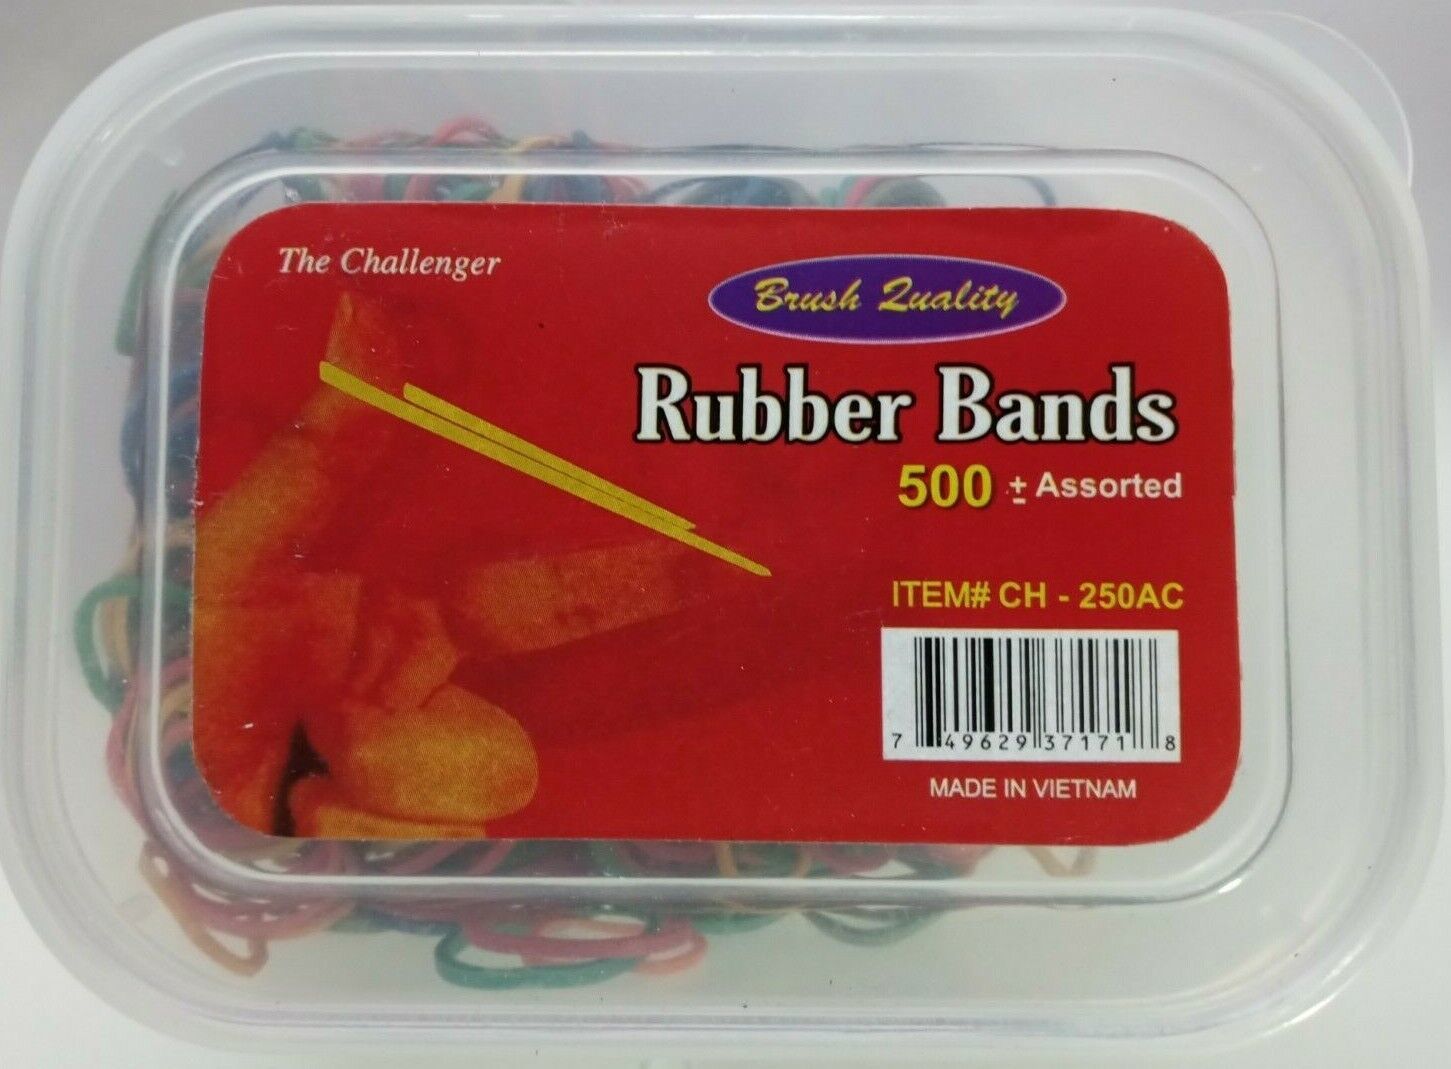 The Challenger
Brush Quality
Rubber Bands
500 ± Assorted
ITEM# CH - 250AC
7 49629 37171 8
MADE IN VIETNAM